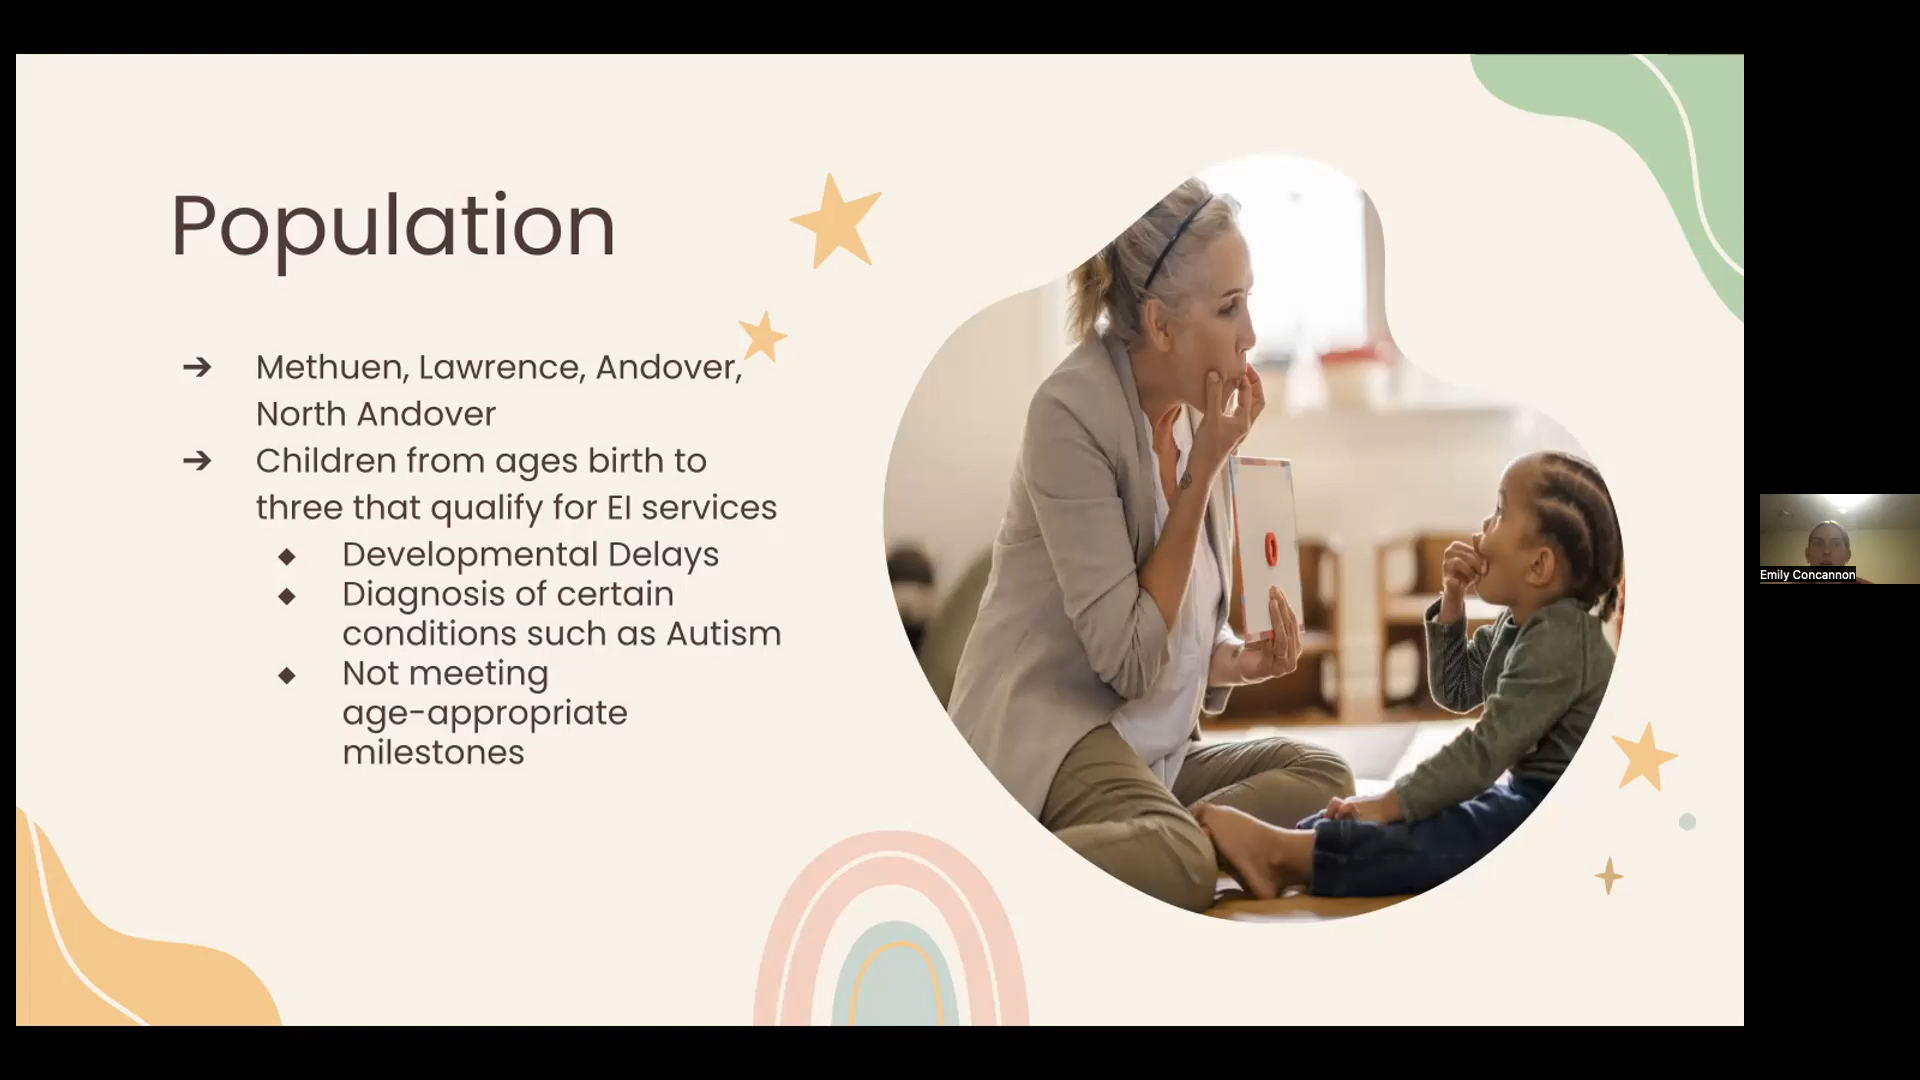 Population
➔ Methuen, Lawrence, Andover,
North Andover
➔ Children from ages birth to
three that qualify for EI services
◆ Developmental Delays
◆ Diagnosis of certain
conditions such as Autism
◆ Not meeting
age-appropriate
milestones
Emily Concannon